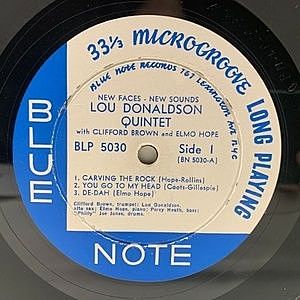 33⅓ MICROGROOVE LONG PLAYING
BLUE NOTE RECORDS 767 LEXINGTON AVE NYC
NEW FACES - NEW SOUNDS
LOU DONALDSON
QUINTET
with CLIFFORD BROWN and ELMO HOPE
BLP 5030 Side 1
(BN 5030-A)
1. CARVING THE ROCK (Hope-Rollins)
2. YOU GO TO MY HEAD (Coots-Gillespie)
3. DE-DAH (Elmo Hope)
Clifford Brown, trumpet; Lou Donaldson,
alto sax; Elmo Hope, piano; Percy Heath, bass;
"Philly" Joe Jones, drums.
BLUE
NOTE